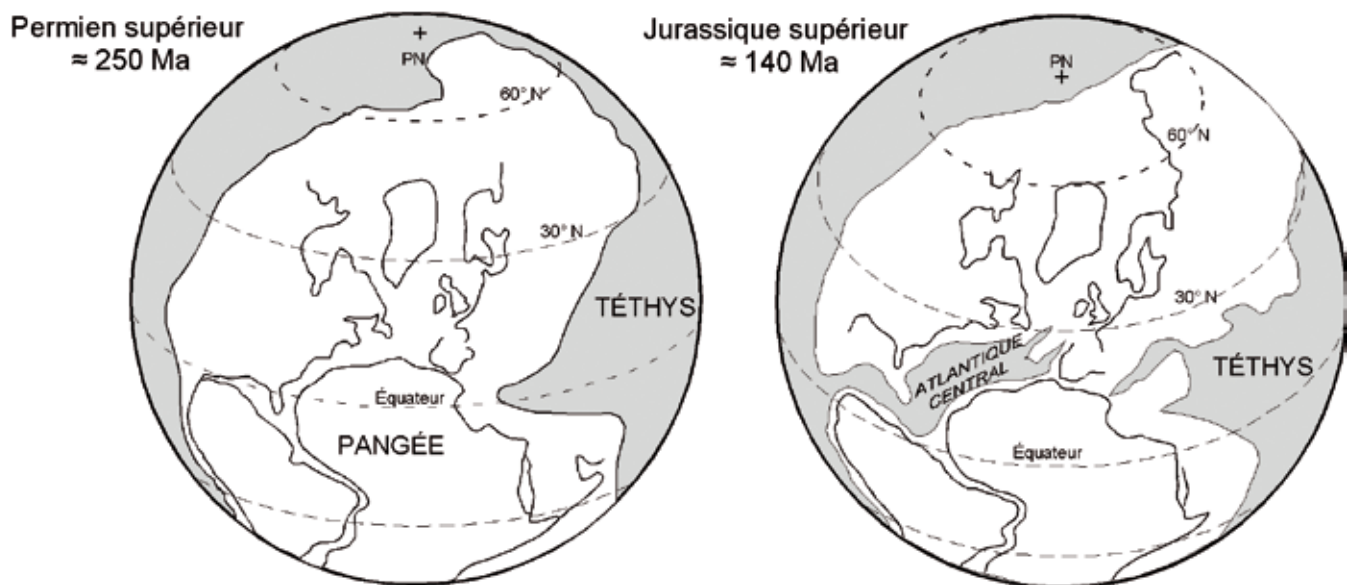 Permien supérieur
≈ 250 Ma
PN
60° N
30° N
TÉTHYS
Équateur
PANGÉE
Jurassique supérieur
≈ 140 Ma
PN
60° N
30° N
ATLANTIQUE
CENTRAL
TÉTHYS
Équateur